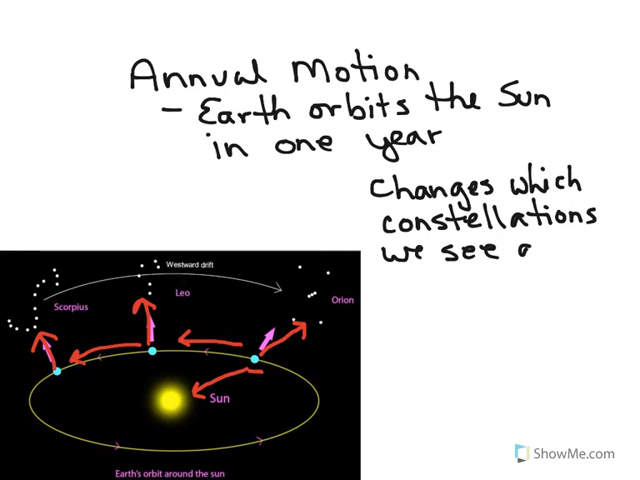 Annual Motion
- Earth orbits the Sun
in one year
Changes which
constellations
we see a
Westward drift
Scorpius
Leo
Orion
Sun
Earth's orbit around the sun
ShowMe.com